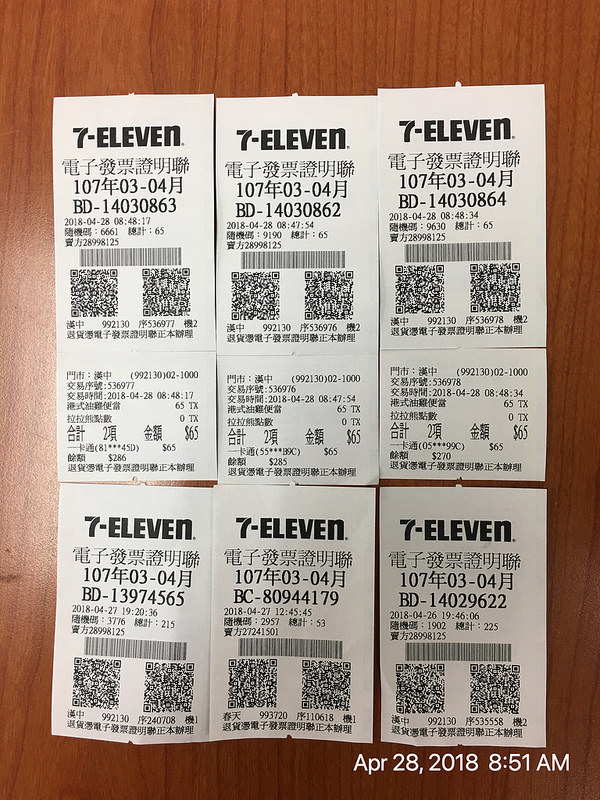 7-ELEVEN
電子發票證明聯
107年03-04月
BD-14030863
2018-04-28 08:48:17
隨機碼：6661 總計：65
賣方28998125
漢中 992130 序536977 機2
退貨憑電子發票證明聯正本辦理
門市：漢中 (992130)02-1000
交易序號:536977
交易時間:2018-04-28 08:48:17
港式油雞便當 65 TX
拉拉熊點數 0 TX
合計 2項 金額 $65
一卡通(81***45D) $65
餘額 $286
退貨憑電子發票證明聯正本辦理
7-ELEVEN
電子發票證明聯
107年03-04月
BD-14030862
2018-04-28 08:47:54
隨機碼：9190 總計：65
賣方28998125
漢中 992130 序536976 機2
退貨憑電子發票證明聯正本辦理
門市：漢中 (992130)02-1000
交易序號:536976
交易時間:2018-04-28 08:47:54
港式油雞便當 65 TX
拉拉熊點數 0 TX
合計 2項 金額 $65
一卡通(55***B9C) $65
餘額 $285
退貨憑電子發票證明聯正本辦理
7-ELEVEN
電子發票證明聯
107年03-04月
BD-14030864
2018-04-28 08:48:34
隨機碼：9630 總計：65
賣方28998125
漢中 992130 序536978 機2
退貨憑電子發票證明聯正本辦理
門市：漢中 (992130)02-1000
交易序號:536978
交易時間:2018-04-28 08:48:34
港式油雞便當 65 TX
拉拉熊點數 0 TX
合計 2項 金額 $65
一卡通(05***99C) $65
餘額 $270
退貨憑電子發票證明聯正本辦理
7-ELEVEN
電子發票證明聯
107年03-04月
BD-13974565
2018-04-27 19:20:36
隨機碼：3776 總計：215
賣方28998125
漢中 992130 序240708 機1
退貨憑電子發票證明聯正本辦理
7-ELEVEN
電子發票證明聯
107年03-04月
BC-80944179
2018-04-27 12:45:45
隨機碼：2957 總計：53
賣方27241501
春天 993720 序110618 機1
退貨憑電子發票證明聯正本辦理
7-ELEVEN
電子發票證明聯
107年03-04月
BD-14029622
2018-04-26 19:46:06
隨機碼：1902 總計：225
賣方28998125
漢中 992130 序535558 機2
退貨憑電子發票證明聯正本辦理
Apr 28, 2018 8:51 AM